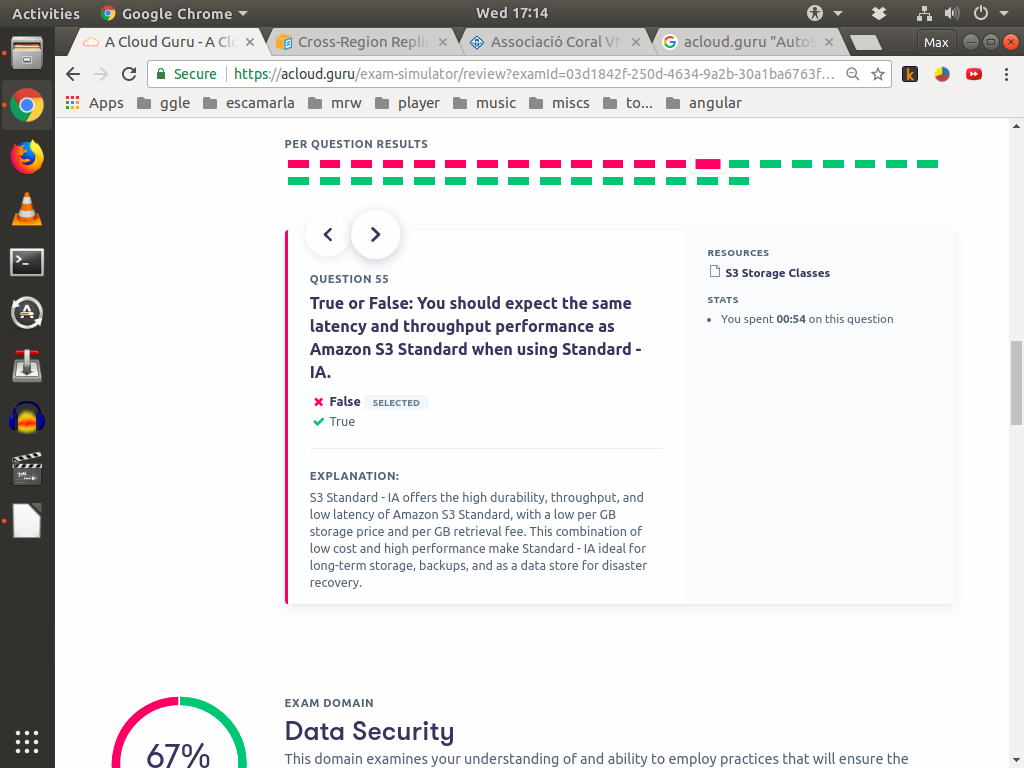 Activities Google Chrome Wed 17:14
A Cloud Guru - A Clo Cross-Region Repli Associació Coral VN acloud.guru "AutoS Max
Secure https://acloud.guru/exam-simulator/review?examId=03d1842f-250d-4634-9a2b-30a1ba6763f...
Apps ggle escamarla mrw player music miscs to... angular
PER QUESTION RESULTS
QUESTION 55
True or False: You should expect the same
latency and throughput performance as
Amazon S3 Standard when using Standard -
IA.
False SELECTED
True
EXPLANATION:
S3 Standard - IA offers the high durability, throughput, and
low latency of Amazon S3 Standard, with a low per GB
storage price and per GB retrieval fee. This combination of
low cost and high performance make Standard - IA ideal for
long-term storage, backups, and as a data store for disaster
recovery.
RESOURCES
S3 Storage Classes
STATS
• You spent 00:54 on this question
67%
EXAM DOMAIN
Data Security
This domain examines your understanding of and ability to employ practices that will ensure the